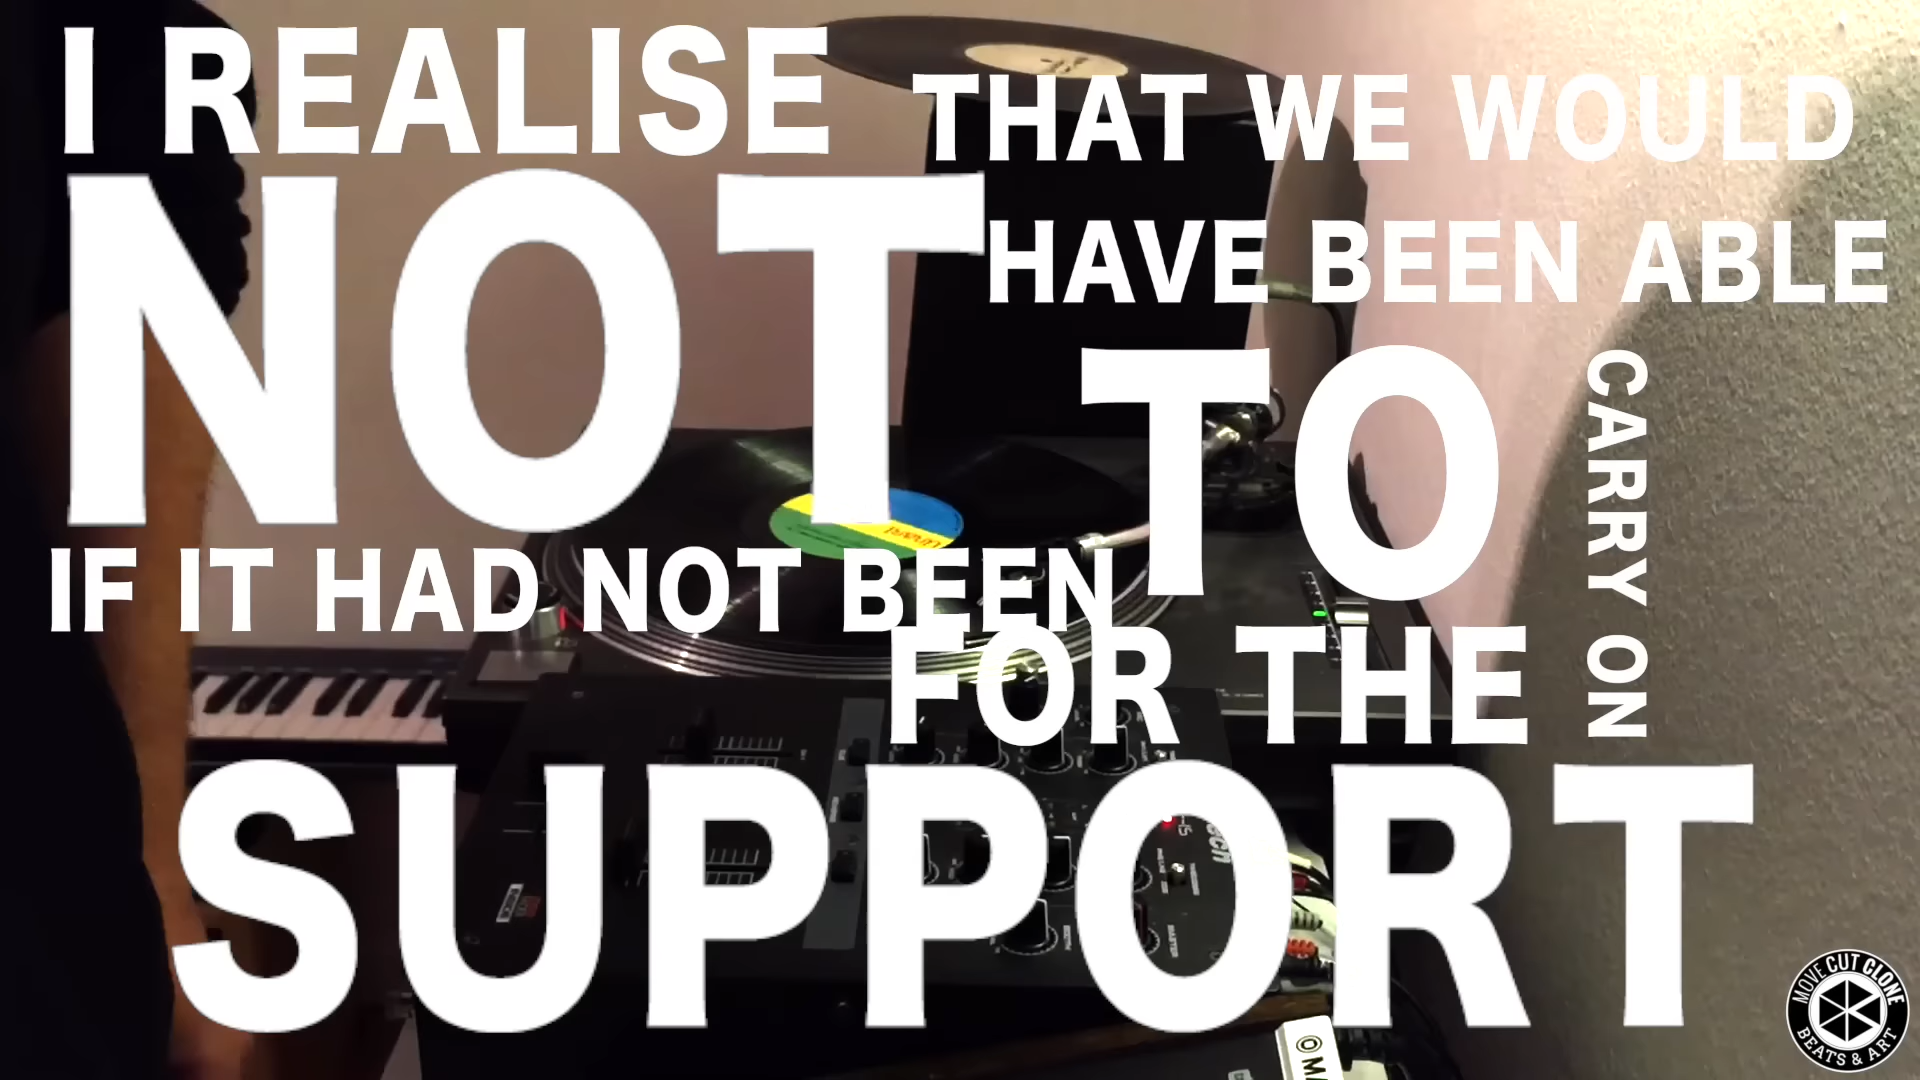 I REALISE
NOT
THAT WE WOULD
HAVE BEEN ABLE
TO
CARRY ON
IF IT HAD NOT BEEN
FOR THE
SUPPORT
MOVE CUT CLONE
BEATS & ART
MASTER